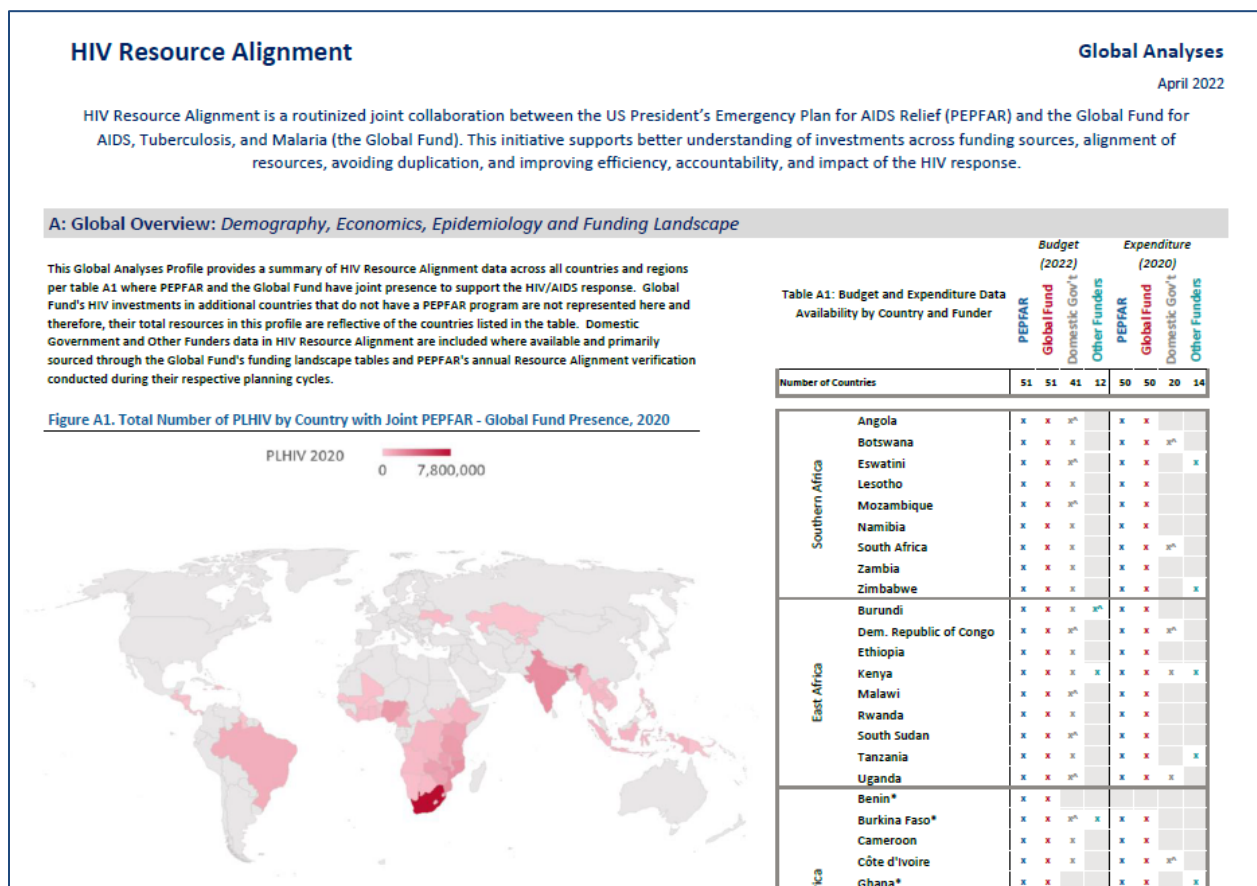 HIV Resource Alignment
Global Analyses
April 2022
HIV Resource Alignment is a routinized joint collaboration between the US President's Emergency Plan for AIDS Relief (PEPFAR) and the Global Fund for
AIDS, Tuberculosis, and Malaria (the Global Fund). This initiative supports better understanding of investments across funding sources, alignment of
resources, avoiding duplication, and improving efficiency, accountability, and impact of the HIV response.
A: Global Overview: Demography, Economics, Epidemiology and Funding Landscape
This Global Analyses Profile provides a summary of HIV Resource Alignment data across all countries and regions
per table A1 where PEPFAR and the Global Fund have joint presence to support the HIV/AIDS response. Global
Fund's HIV investments in additional countries that do not have a PEPFAR program are not represented here and
therefore, their total resources in this profile are reflective of the countries listed in the table. Domestic
Government and Other Funders data in HIV Resource Alignment are included where available and primarily
sourced through the Global Fund's funding landscape tables and PEPFAR's annual Resource Alignment verification
conducted during their respective planning cycles.
Figure A1. Total Number of PLHIV by Country with Joint PEPFAR - Global Fund Presence, 2020
PLHIV 2020
0 7,800,000
Budget Expenditure
(2022) (2020)
Table A1: Budget and Expenditure Data
Availability by Country and Funder
PEPFAR
Global Fund
Domestic Gov't
Other Funders
PEPFAR
Global Fund
Domestic Gov't
Other Funders
Number of Countries 51 51 41 12 50 50 20 14
Southern Africa
Angola x x x^ x x
Botswana x x x x x x^
Eswatini x x x^ x x x
Lesotho x x x x x
Mozambique x x x^ x x
Namibia x x x x x
South Africa x x x x x x^
Zambia x x x x x
Zimbabwe x x x x x x
East Africa
Burundi x x x x^ x x
Dem. Republic of Congo x x x^ x x x^
Ethiopia x x x x x
Kenya x x x x x x x x
Malawi x x x^ x x
Rwanda x x x x x
South Sudan x x x^ x x
Tanzania x x x x x x
Uganda x x x^ x x x
Benin* x x
Burkina Faso* x x x^ x x x
Cameroon x x x x x
Côte d'Ivoire x x x x x x^
Ghana* x x x x x